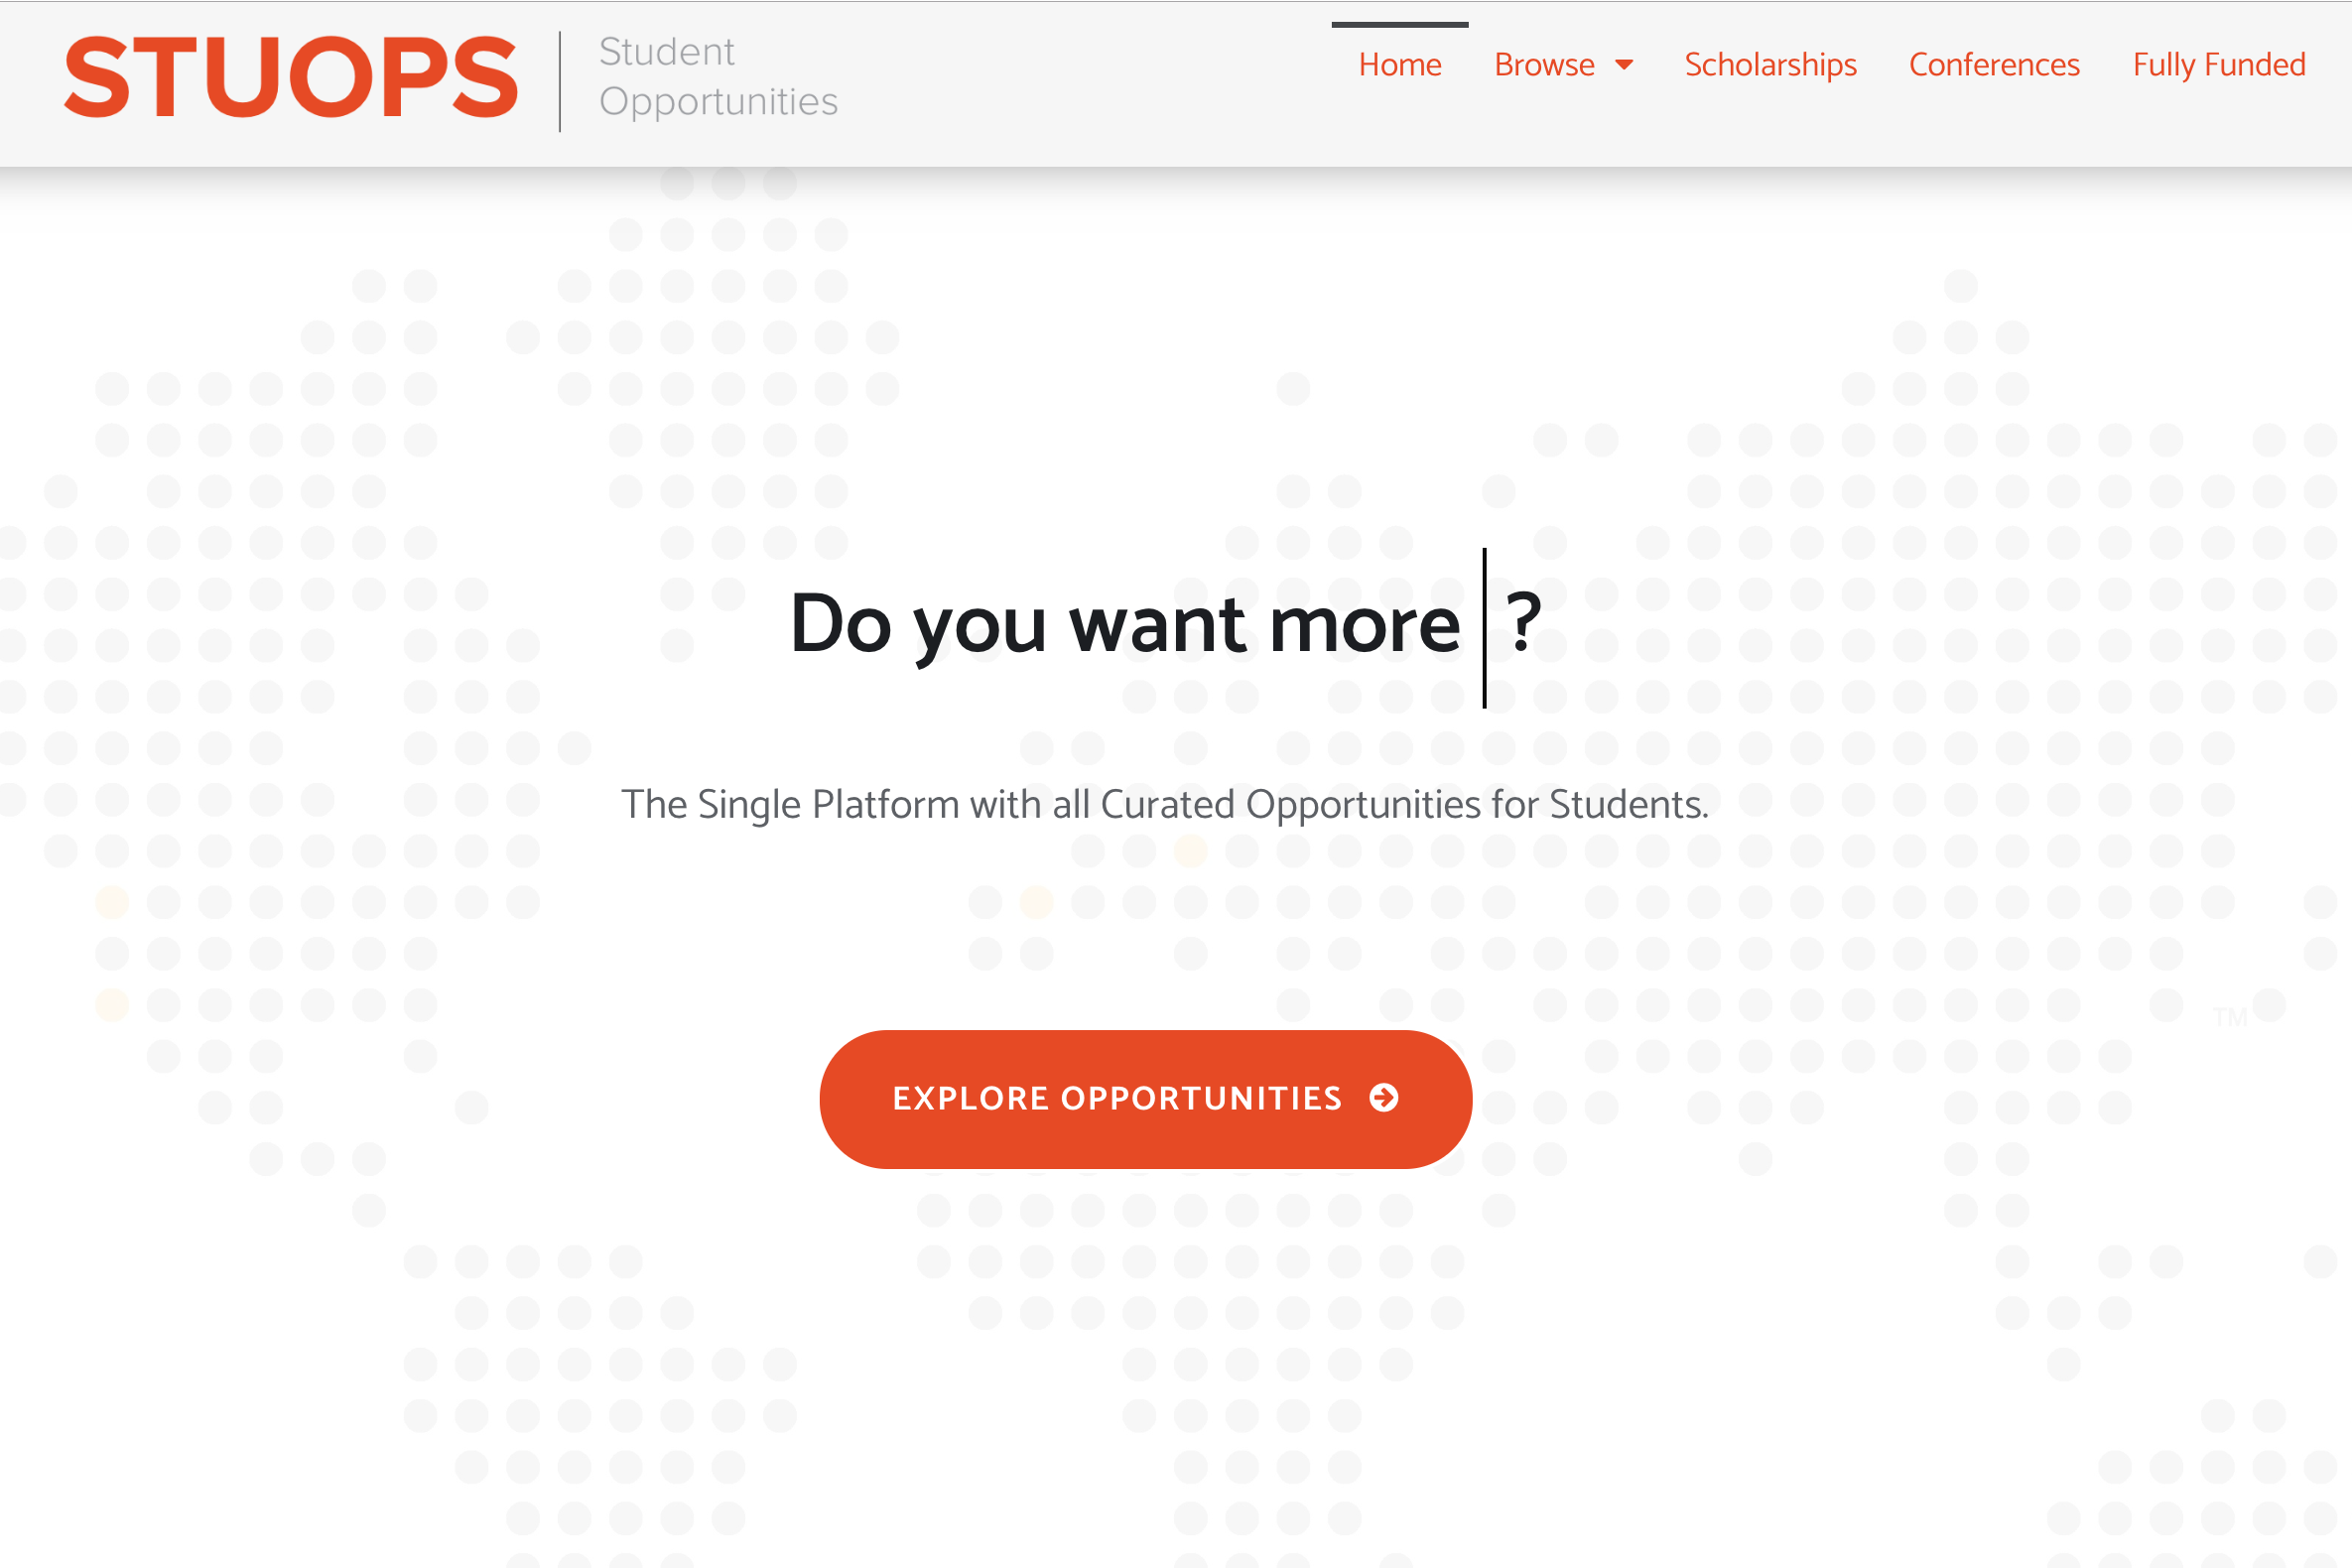 STUOPS
Student
Opportunities
Home Browse Scholarships Conferences Fully Funded
Do you want more ?
The Single Platform with all Curated Opportunities for Students.
TM
EXPLORE OPPORTUNITIES